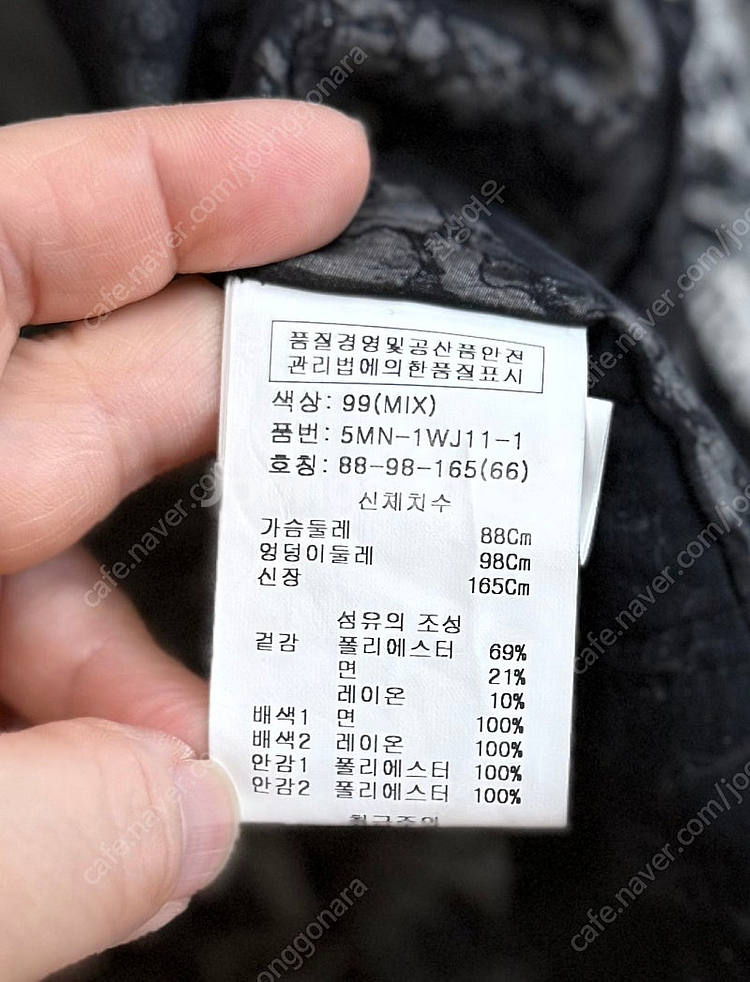 품질경영및공산품안전
관리법에의한품질표시
색상: 99(MIX)
품번: 5MN-1WJ11-1
호칭: 88-98-165(66)
신체치수
가슴둘레 88Cm
엉덩이둘레 98Cm
신장 165Cm
섬유의 조성
겉감 폴리에스터 69%
면 21%
레이온 10%
배색1 면 100%
배색2 레이온 100%
안감1 폴리에스터 100%
안감2 폴리에스터 100%
cafe.naver.com/joonggonara
철상여우